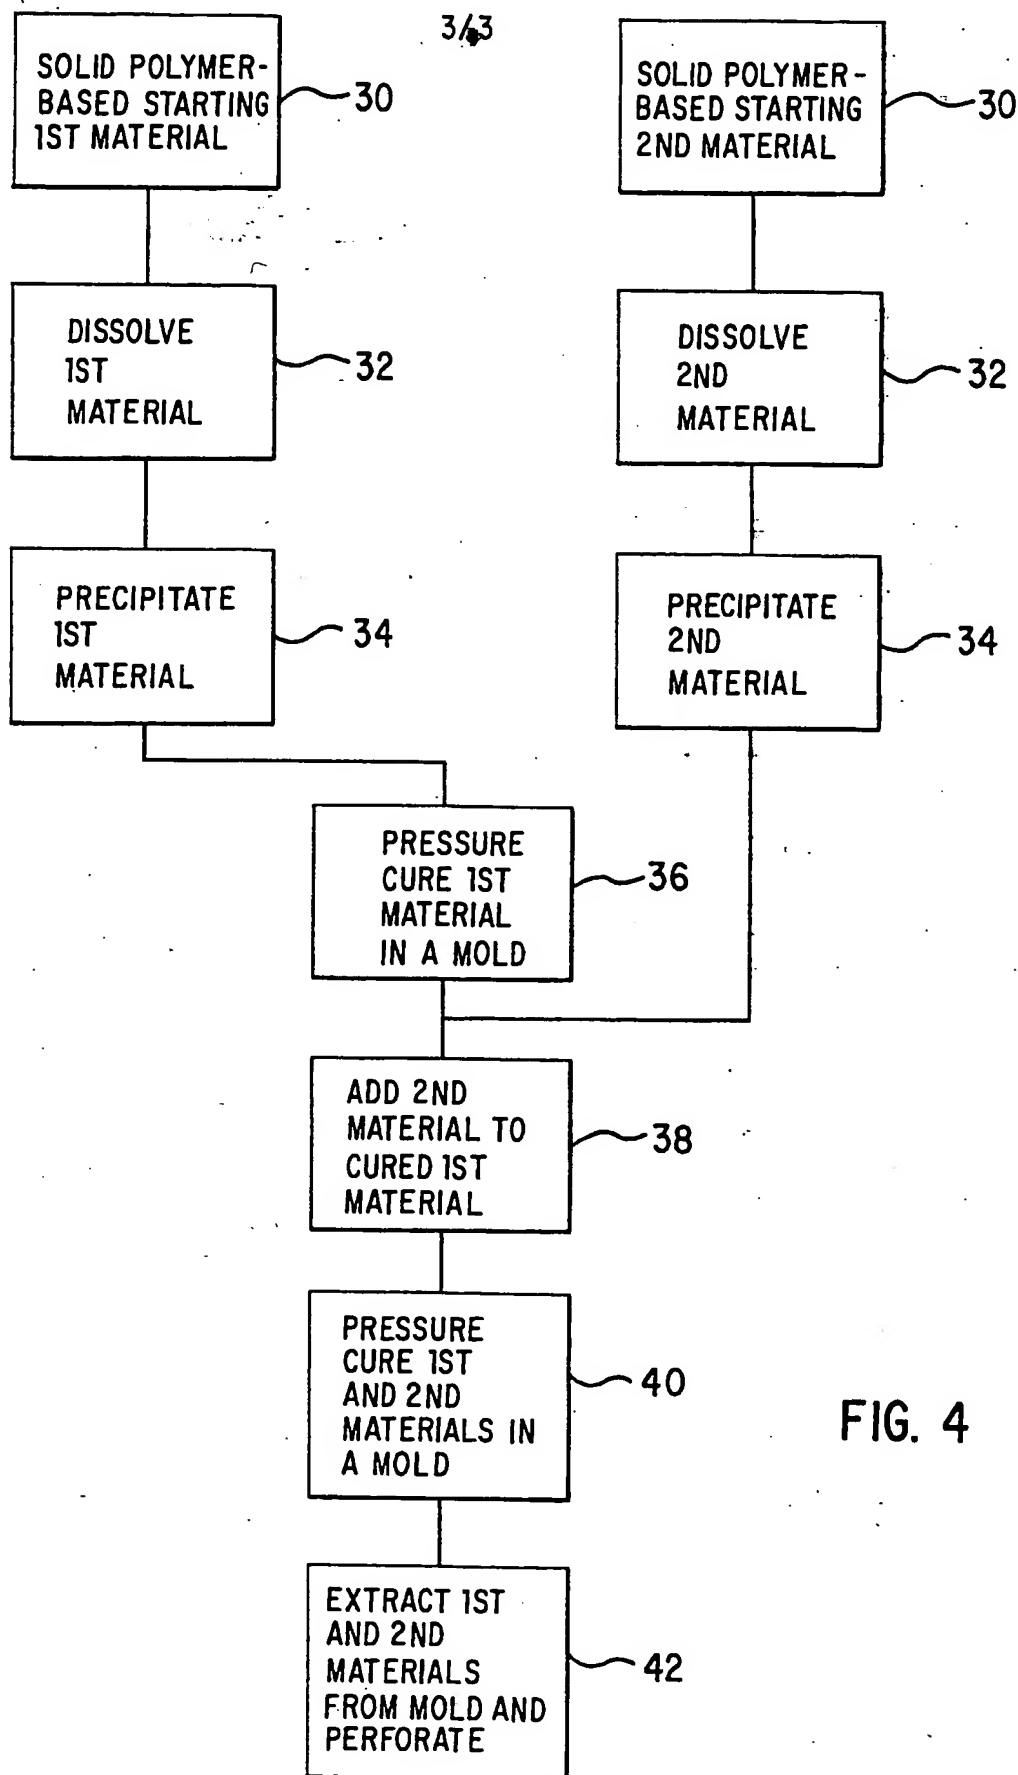 3/3
SOLID POLYMER-
BASED STARTING
1ST MATERIAL
30
SOLID POLYMER-
BASED STARTING
2ND MATERIAL
30
DISSOLVE
1ST
MATERIAL
32
DISSOLVE
2ND
MATERIAL
32
PRECIPITATE
1ST
MATERIAL
34
PRECIPITATE
2ND
MATERIAL
34
PRESSURE
CURE 1ST
MATERIAL
IN A MOLD
36
ADD 2ND
MATERIAL TO
CURED 1ST
MATERIAL
38
PRESSURE
CURE 1ST
AND 2ND
MATERIALS IN
A MOLD
40
FIG. 4
EXTRACT 1ST
AND 2ND
MATERIALS
FROM MOLD AND
PERFORATE
42